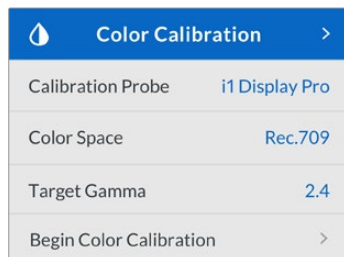 Color Calibration
Calibration Probe i1 Display Pro
Color Space Rec.709
Target Gamma 2.4
Begin Color Calibration